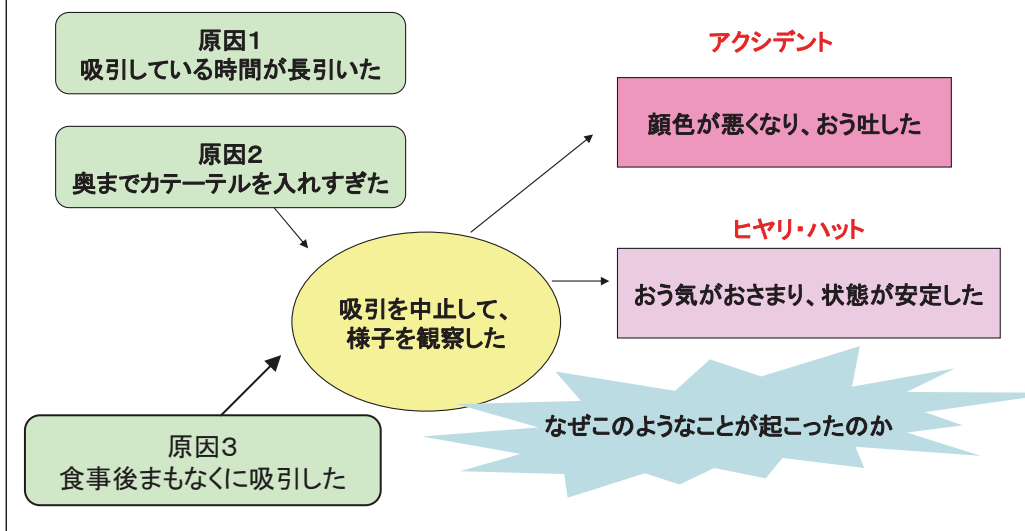 原因1
吸引している時間が長引いた
原因2
奥までカテーテルを入れすぎた
原因3
食事後まもなくに吸引した
吸引を中止して、
様子を観察した
アクシデント
顔色が悪くなり、おう吐した
ヒヤリ・ハット
おう気がおさまり、状態が安定した
なぜこのようなことが起こったのか